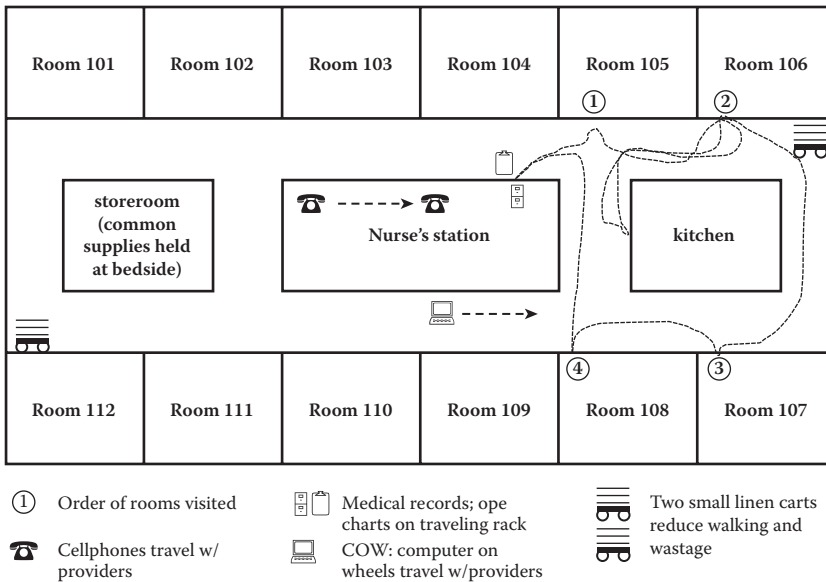 Room 101
Room 102
Room 103
Room 104
Room 105
Room 106
1
2
storeroom
(common
supplies held
at bedside)
Nurse's station
kitchen
4
3
Room 112
Room 111
Room 110
Room 109
Room 108
Room 107
1 Order of rooms visited
Cellphones travel w/
providers
Medical records; ope
charts on traveling rack
COW: computer on
wheels travel w/providers
Two small linen carts
reduce walking and
wastage